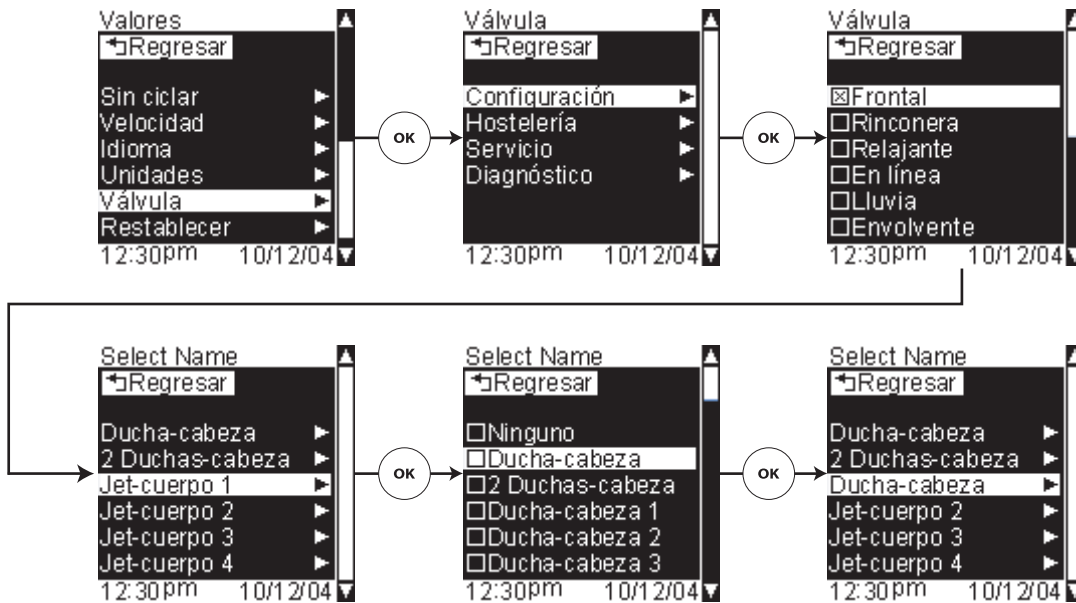 Valores
Regresar
Sin ciclar
Velocidad
Idioma
Unidades
Válvula
Restablecer
12:30pm 10/12/04
OK
Válvula
Regresar
Configuración
Hostelería
Servicio
Diagnóstico
12:30pm 10/12/04
OK
Válvula
Regresar
Frontal
Rinconera
Relajante
En línea
Lluvia
Envolvente
12:30pm 10/12/04
Select Name
Regresar
Ducha-cabeza
2 Duchas-cabeza
Jet-cuerpo 1
Jet-cuerpo 2
Jet-cuerpo 3
Jet-cuerpo 4
12:30pm 10/12/04
OK
Select Name
Regresar
Ninguno
Ducha-cabeza
2 Duchas-cabeza
Ducha-cabeza 1
Ducha-cabeza 2
Ducha-cabeza 3
12:30pm 10/12/04
OK
Select Name
Regresar
Ducha-cabeza
2 Duchas-cabeza
Ducha-cabeza
Jet-cuerpo 2
Jet-cuerpo 3
Jet-cuerpo 4
12:30pm 10/12/04